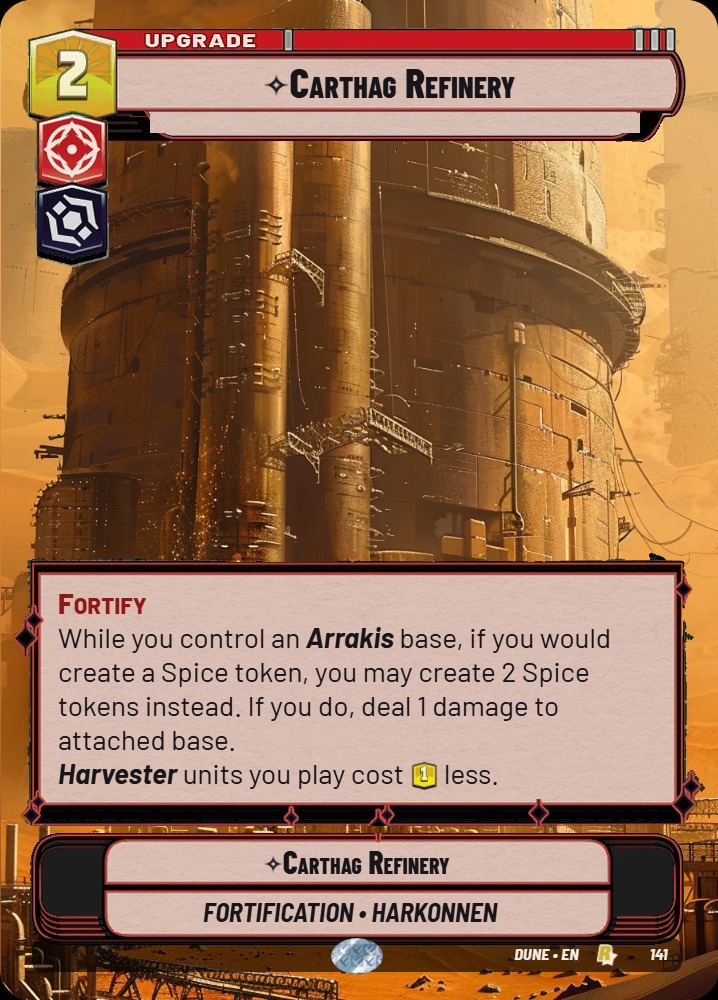 UPGRADE
2
✧CARTHAG REFINERY
FORTIFY
While you control an Arrakis base, if you would
create a Spice token, you may create 2 Spice
tokens instead. If you do, deal 1 damage to
attached base.
Harvester units you play cost 1 less.
✧CARTHAG REFINERY
FORTIFICATION • HARKONNEN
DUNE • EN R 141